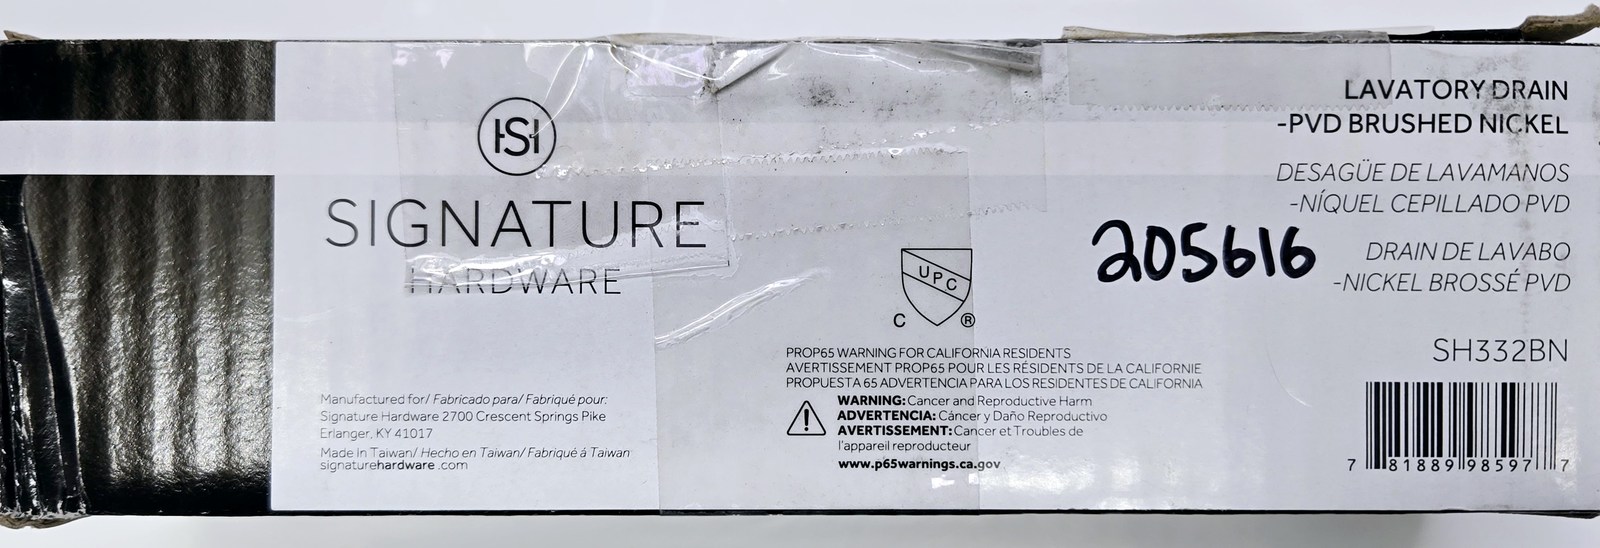 HSH
SIGNATURE
HARDWARE
Manufactured for/ Fabricado para/ Fabriqué pour:
Signature Hardware 2700 Crescent Springs Pike
Erlanger, KY 41017
Made In Taiwan/ Hecho en Taiwan/ Fabriqué á Taiwan
signaturehardware.com
UPC
C ®
PROP65 WARNING FOR CALIFORNIA RESIDENTS
AVERTISSEMENT PROP65 POUR LES RÉSIDENTS DE LA CALIFORNIE
PROPUESTA 65 ADVERTENCIA PARA LOS RESIDENTES DE CALIFORNIA
WARNING: Cancer and Reproductive Harm
ADVERTENCIA: Cáncer y Daño Reproductivo
AVERTISSEMENT: Cancer et Troubles de
l'appareil reproducteur
www.p65warnings.ca.gov
205616
LAVATORY DRAIN
-PVD BRUSHED NICKEL
DESAGÜE DE LAVAMANOS
-NÍQUEL CEPILLADO PVD
DRAIN DE LAVABO
-NICKEL BROSSÉ PVD
SH332BN
7 81889 98597 7